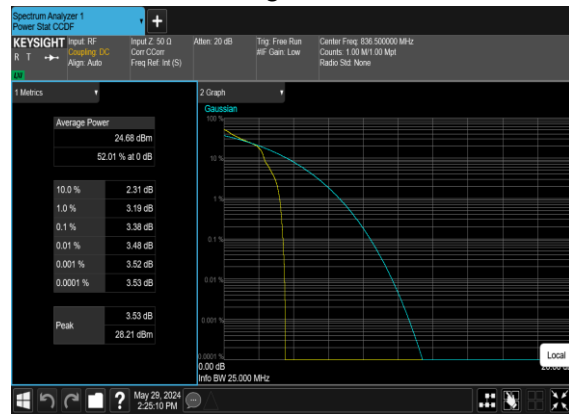 Spectrum Analyzer 1
Power Stat CCDF
+
KEYSIGHT
R T
LW
Input: RF
Coupling: DC
Align: Auto
Input Z: 50 Ω
Corr CCorr
Freq Ref: Int (S)
Atten: 20 dB
Trig: Free Run
#IF Gain: Low
Center Freq: 836.500000 MHz
Counts: 1.00 M/1.00 Mpt
Radio Std: None
1 Metrics
Average Power
24.68 dBm
52.01 % at 0 dB
10.0 % 2.31 dB
1.0 % 3.19 dB
0.1 % 3.38 dB
0.01 % 3.48 dB
0.001 % 3.52 dB
0.0001 % 3.53 dB
Peak
3.53 dB
28.21 dBm
2 Graph
Gaussian
100 %
10 %
1 %
0.1 %
0.01 %
0.001 %
0.0001 %
0.00 dB
Info BW 25.000 MHz
Local
?
May 29, 2024
2:25:10 PM